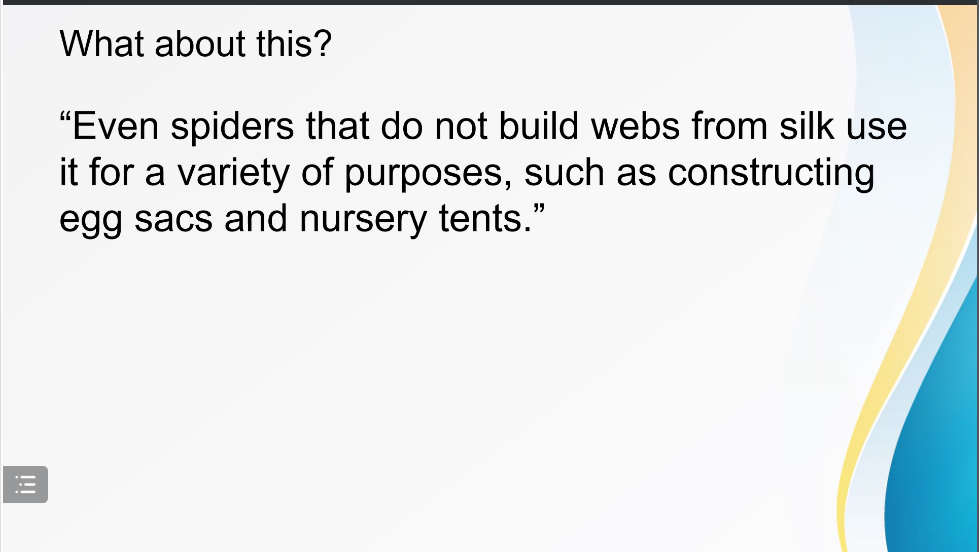 What about this?
“Even spiders that do not build webs from silk use
it for a variety of purposes, such as constructing
egg sacs and nursery tents.”